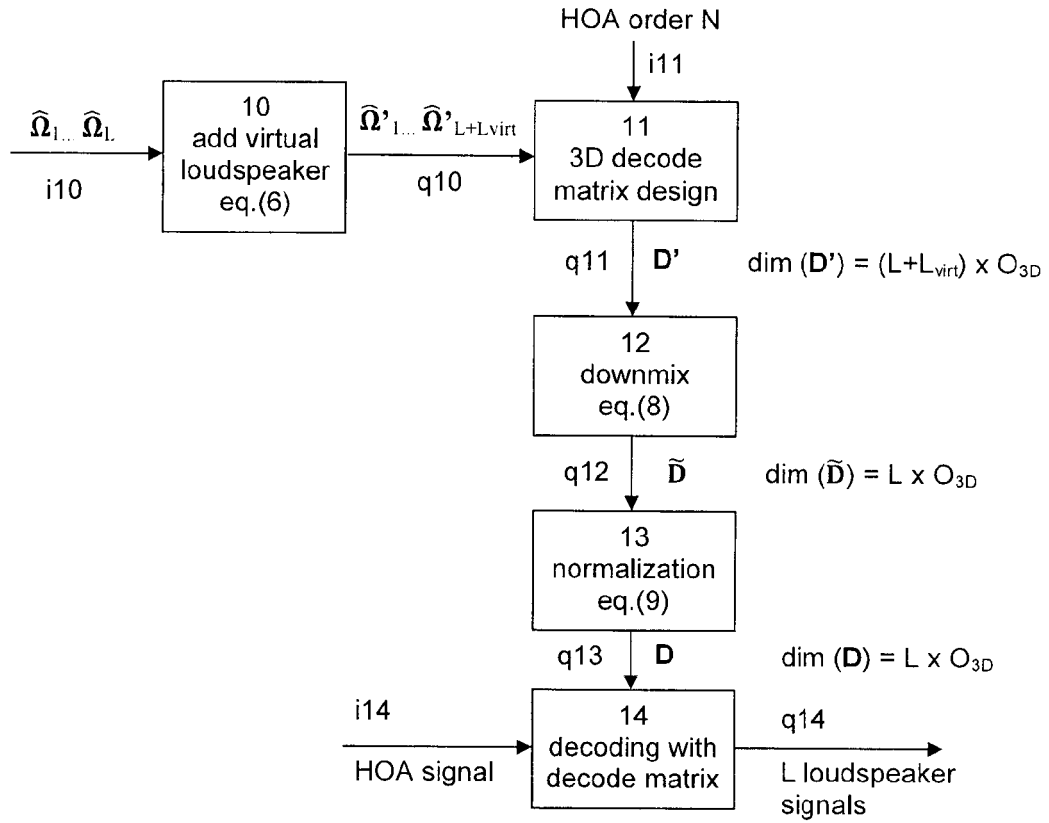 HOA order N
i11
Ω̂1... Ω̂L
i10
10
add virtual
loudspeaker
eq.(6)
Ω̂'1... Ω̂'L+Lvirt
q10
11
3D decode
matrix design
q11 D' dim (D') = (L+Lvirt) x O3D
12
downmix
eq.(8)
q12 D̃ dim (D̃) = L x O3D
13
normalization
eq.(9)
q13 D dim (D) = L x O3D
i14
HOA signal
14
decoding with
decode matrix
q14
L loudspeaker
signals